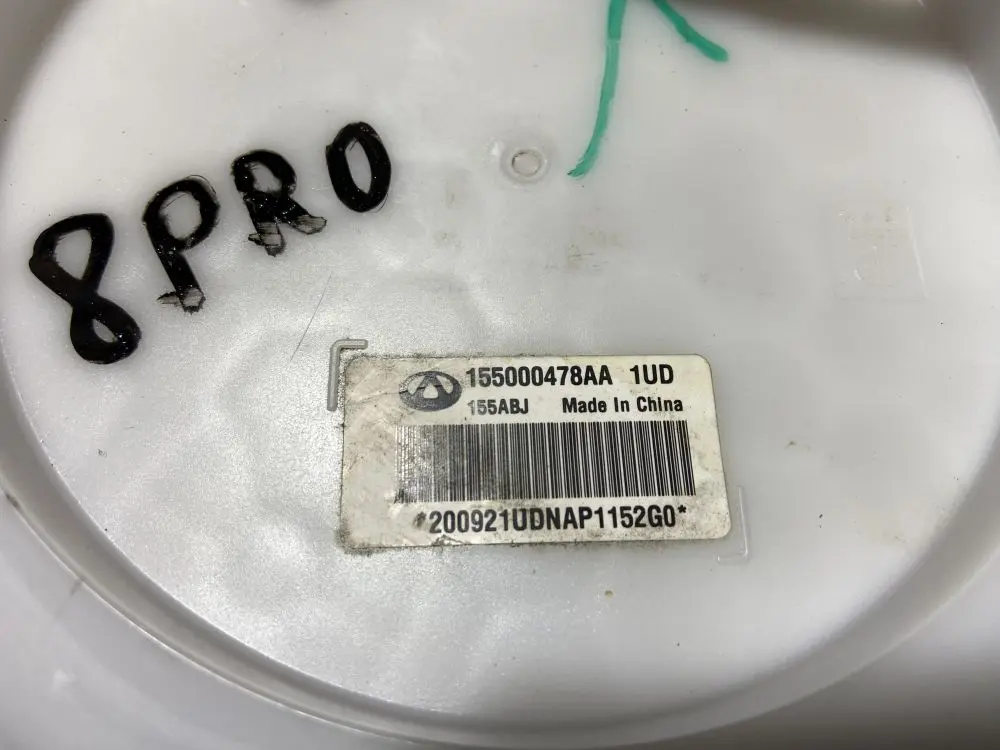 8PRO
155000478AA 1UD
155ABJ Made In China
*200921UDNAP1152G0*